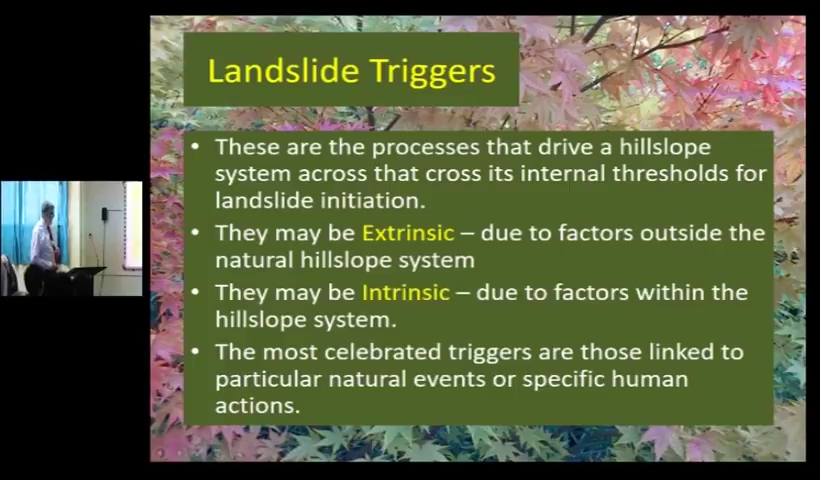 Landslide Triggers
• These are the processes that drive a hillslope
system across that cross its internal thresholds for
landslide initiation.
• They may be Extrinsic – due to factors outside the
natural hillslope system
• They may be Intrinsic – due to factors within the
hillslope system.
• The most celebrated triggers are those linked to
particular natural events or specific human
actions.